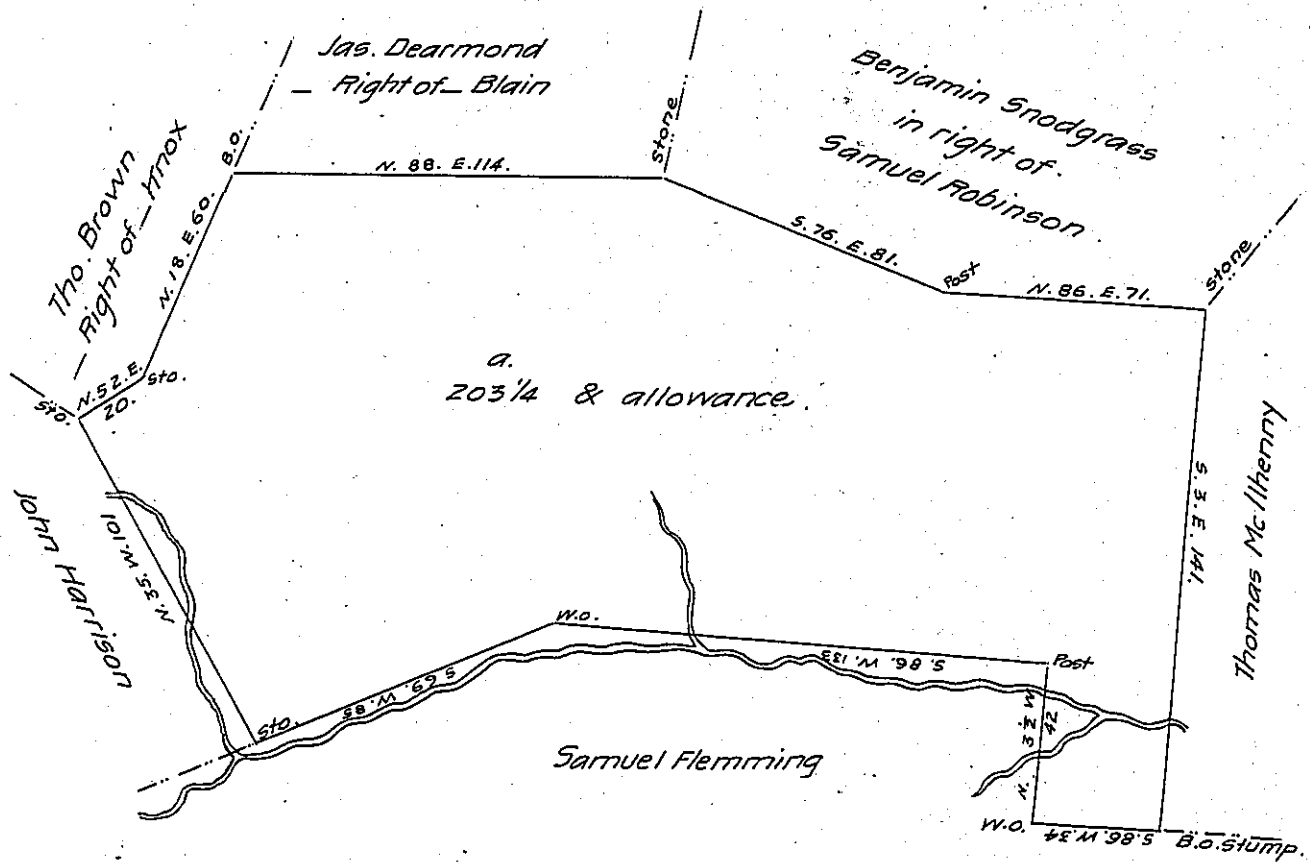 Jas. Dearmond
_ Right of _ Blain
Benjamin Snodgrass
in right of.
Samuel Robinson
Tho. Brown
Right of _ Knox
B.O.
Stone
N. 88. E. 114.
N. 18. E. 60.
S. 76. E. 81.
Post
N. 86. E. 71.
Stone
N. 52. E.
20.
Sto.
Sto.
a.
203 1/4 & allowance.
John Harrison
N. 35. W. 101
S. 3. E. 141.
Thomas McIlhenny
W.O.
S. 86. W. 133
Post
Sto.
S. 69. W. 85
N. 3 1/2 W
42
Samuel Flemming
W.O.
S. 86. W. 34
B.O. Stump.